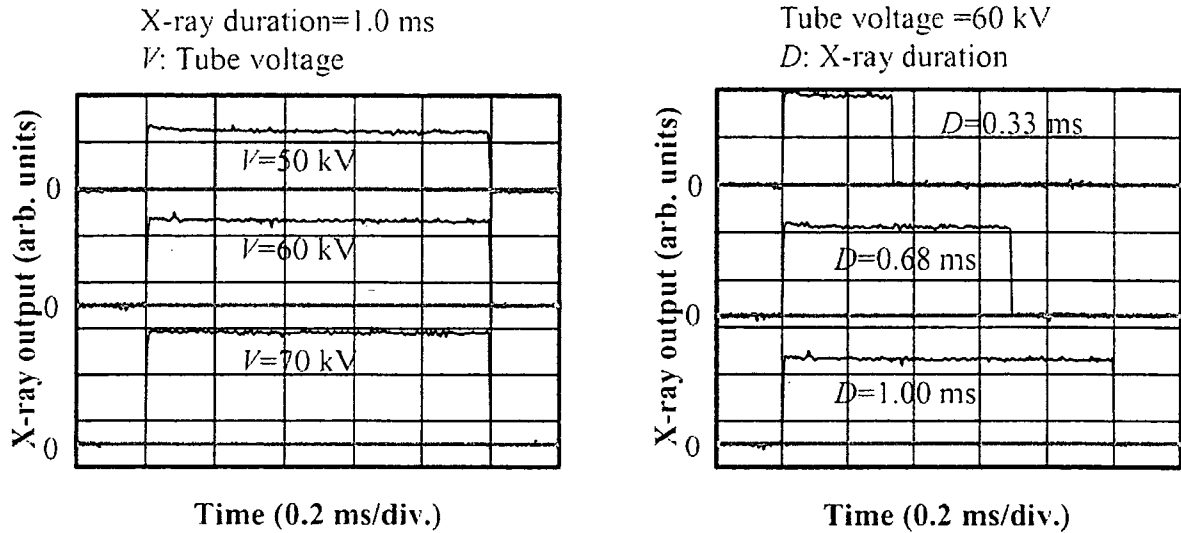 X-ray duration=1.0 ms
V: Tube voltage
X-ray output (arb. units)
0
V=50 kV
V=60 kV
0
V=70 kV
0
Time (0.2 ms/div.)
Tube voltage =60 kV
D: X-ray duration
X-ray output (arb. units)
D=0.33 ms
0
D=0.68 ms
0
D=1.00 ms
0
Time (0.2 ms/div.)